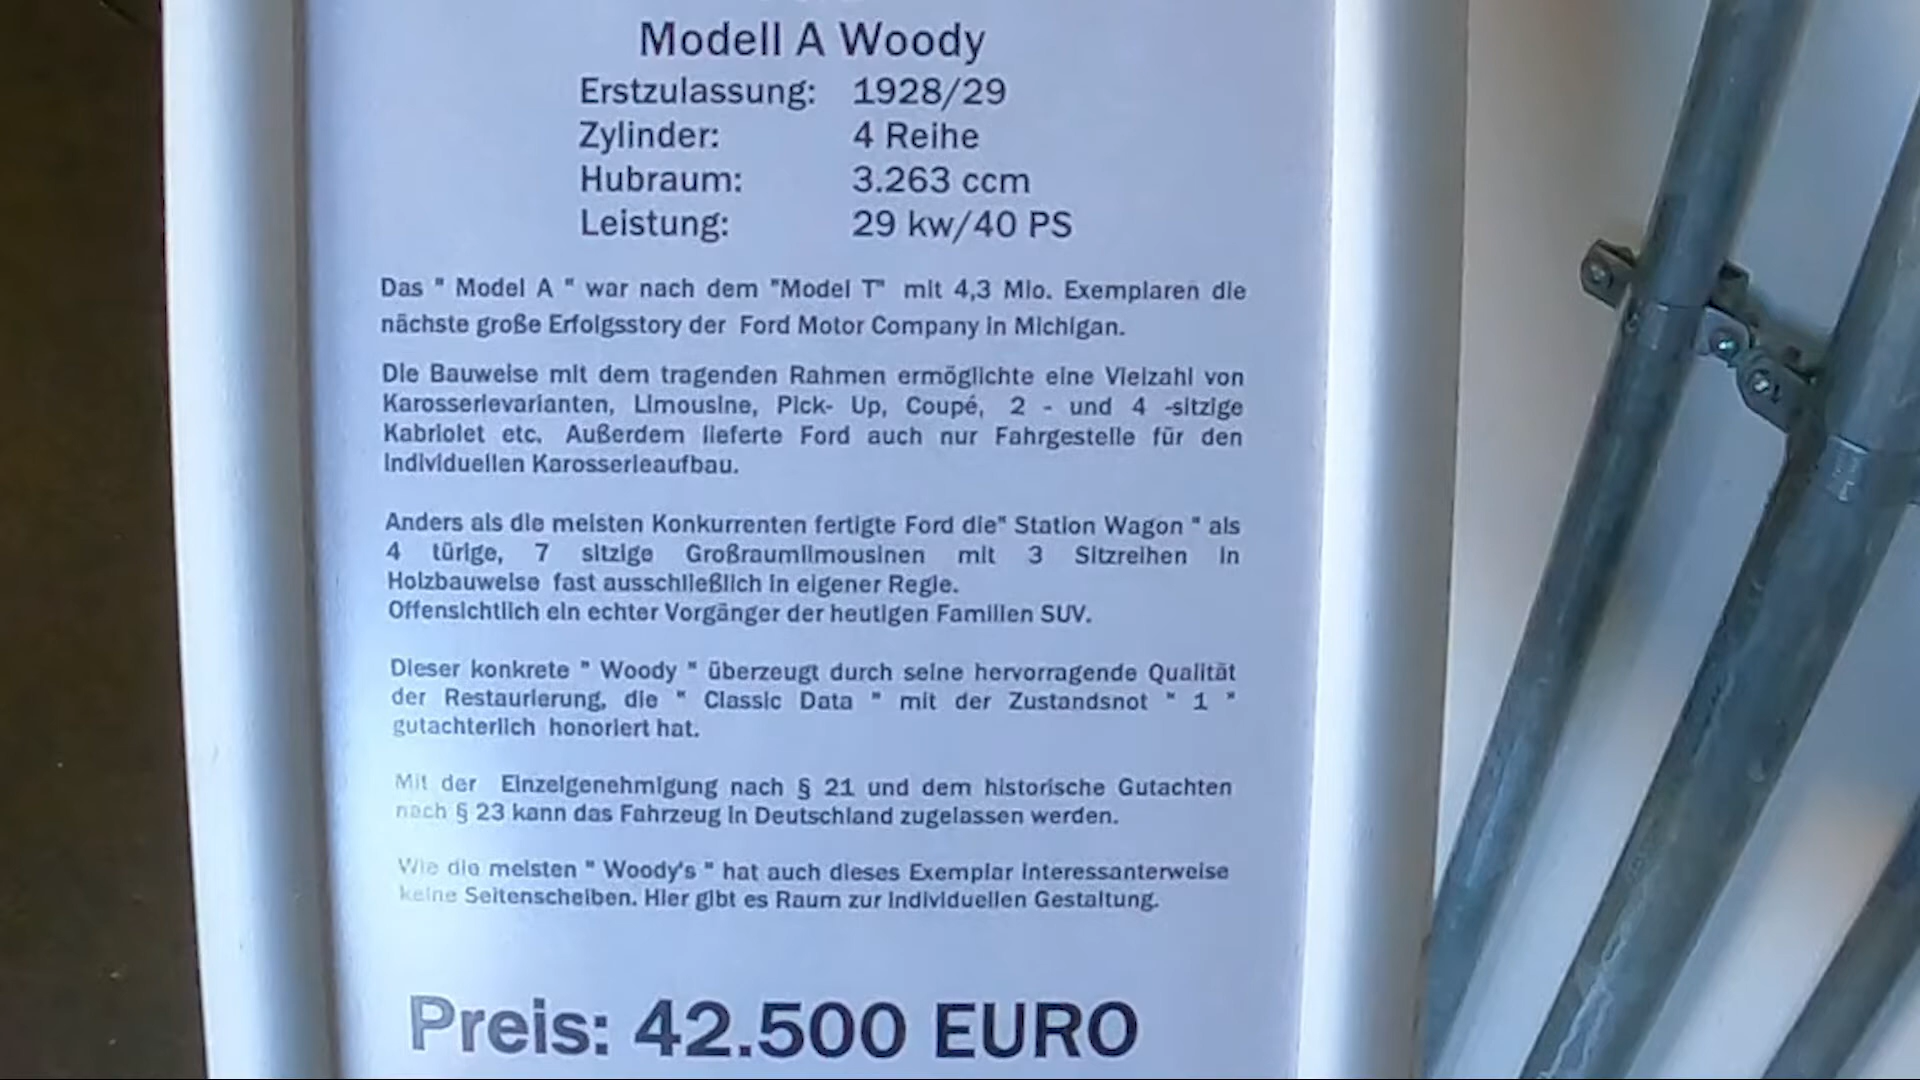 Modell A Woody
Erstzulassung: 1928/29
Zylinder: 4 Reihe
Hubraum: 3.263 ccm
Leistung: 29 kw/40 PS
Das " Model A " war nach dem "Model T" mit 4,3 Mio. Exemplaren die
nächste große Erfolgsstory der Ford Motor Company in Michigan.
Die Bauweise mit dem tragenden Rahmen ermöglichte eine Vielzahl von
Karosserievarianten, Limousine, Pick- Up, Coupé, 2 - und 4 -sitzige
Kabriolet etc. Außerdem lieferte Ford auch nur Fahrgestelle für den
individuellen Karosserieaufbau.
Anders als die meisten Konkurrenten fertigte Ford die" Station Wagon " als
4 türige, 7 sitzige Großraumlimousinen mit 3 Sitzreihen in
Holzbauweise fast ausschließlich in eigener Regie.
Offensichtlich ein echter Vorgänger der heutigen Familien SUV.
Dieser konkrete " Woody " überzeugt durch seine hervorragende Qualität
der Restaurierung, die " Classic Data " mit der Zustandsnot " 1 "
gutachterlich honoriert hat.
Mit der Einzelgenehmigung nach § 21 und dem historische Gutachten
nach § 23 kann das Fahrzeug in Deutschland zugelassen werden.
Wie die meisten " Woody's " hat auch dieses Exemplar interessanterweise
keine Seitenscheiben. Hier gibt es Raum zur individuellen Gestaltung.
Preis: 42.500 EURO